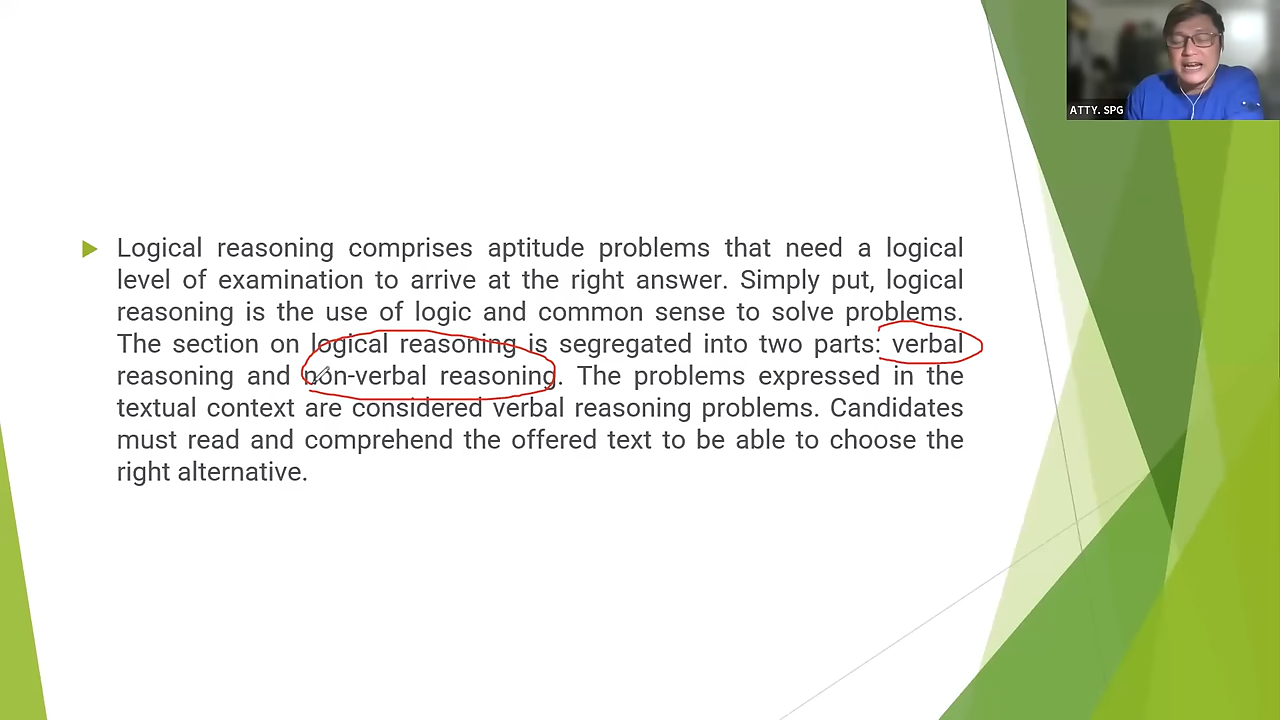 ATTY. SPG
Logical reasoning comprises aptitude problems that need a logical
level of examination to arrive at the right answer. Simply put, logical
reasoning is the use of logic and common sense to solve problems.
The section on logical reasoning is segregated into two parts: verbal
reasoning and non-verbal reasoning. The problems expressed in the
textual context are considered verbal reasoning problems. Candidates
must read and comprehend the offered text to be able to choose the
right alternative.